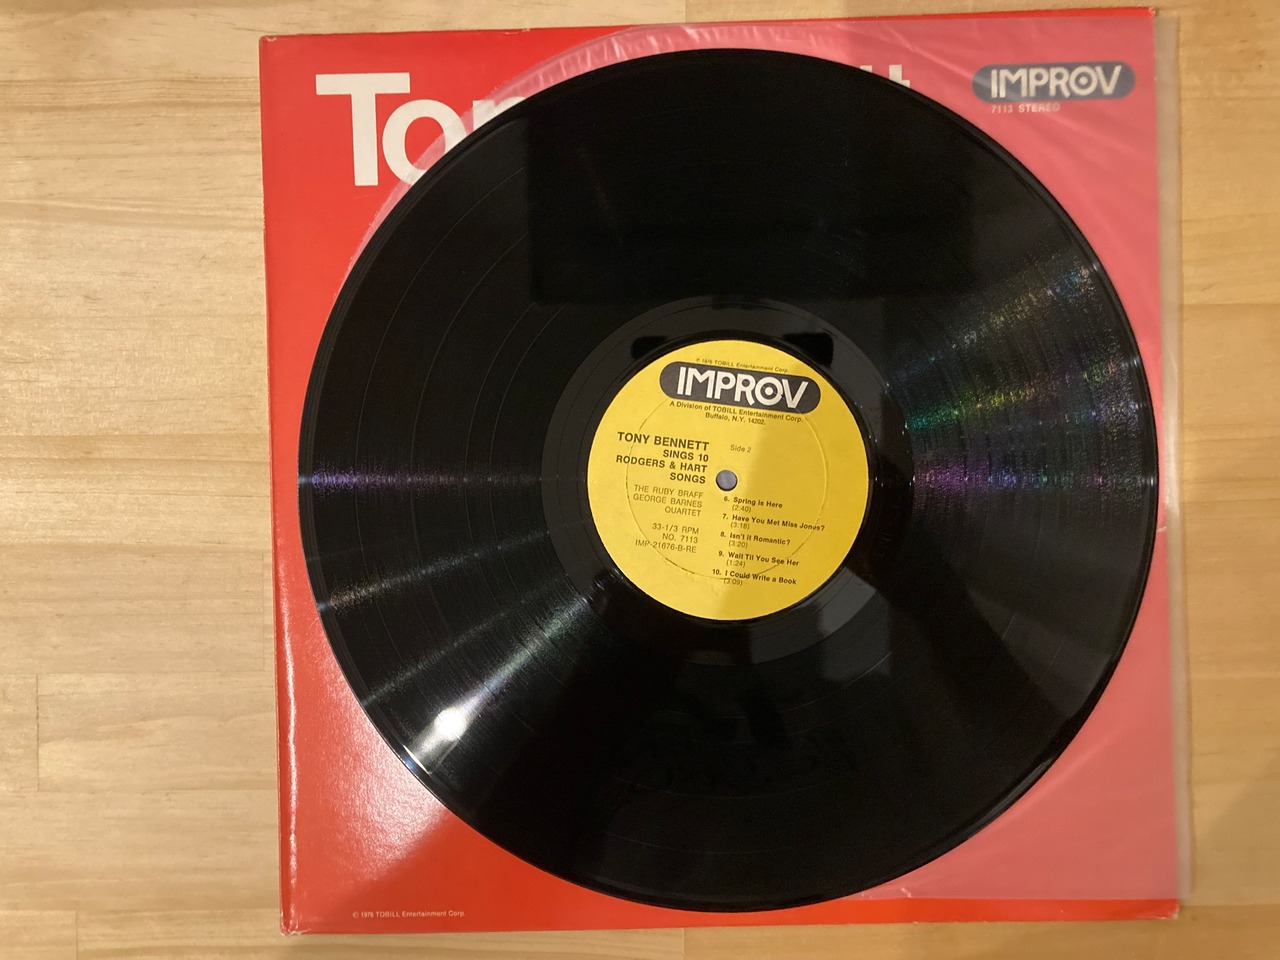 To
IMPROV
7113 STEREO
℗ 1976 TOBILL Entertainment Corp.
IMPROV
A Division of TOBILL Entertainment Corp.
Buffalo, N.Y. 14202.
TONY BENNETT
SINGS 10
RODGERS & HART
SONGS
THE RUBY BRAFF
GEORGE BARNES
QUARTET
33-1/3 RPM
NO. 7113
IMP-21676-B-RE
Side 2
6. Spring is Here
(2:40)
7. Have You Met Miss Jones?
(3:18)
8. Isn't it Romantic?
(3:20)
9. Wait Til You See Her
(1:24)
10. I Could Write a Book
(3:09)
© 1976 TOBILL Entertainment Corp.